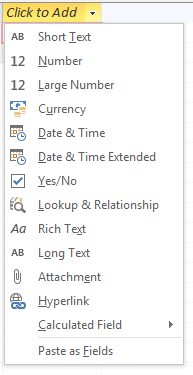 Click to Add
AB Short Text
12 Number
12 Large Number
Currency
Date & Time
Date & Time Extended
Yes/No
Lookup & Relationship
Aa Rich Text
AB Long Text
Attachment
Hyperlink
Calculated Field
Paste as Fields